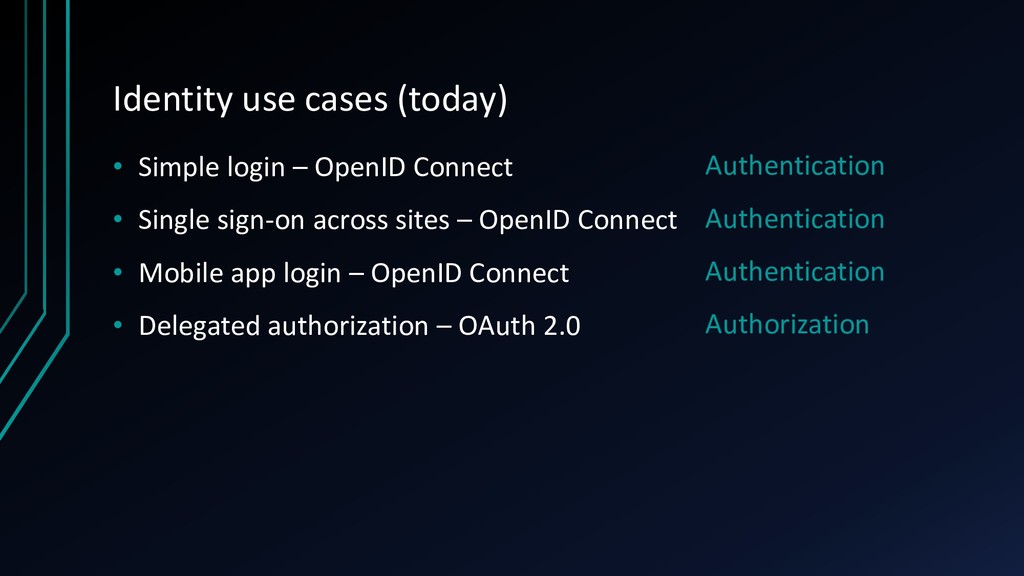 Identity use cases (today)
• Simple login – OpenID Connect Authentication
• Single sign-on across sites – OpenID Connect Authentication
• Mobile app login – OpenID Connect Authentication
• Delegated authorization – OAuth 2.0 Authorization